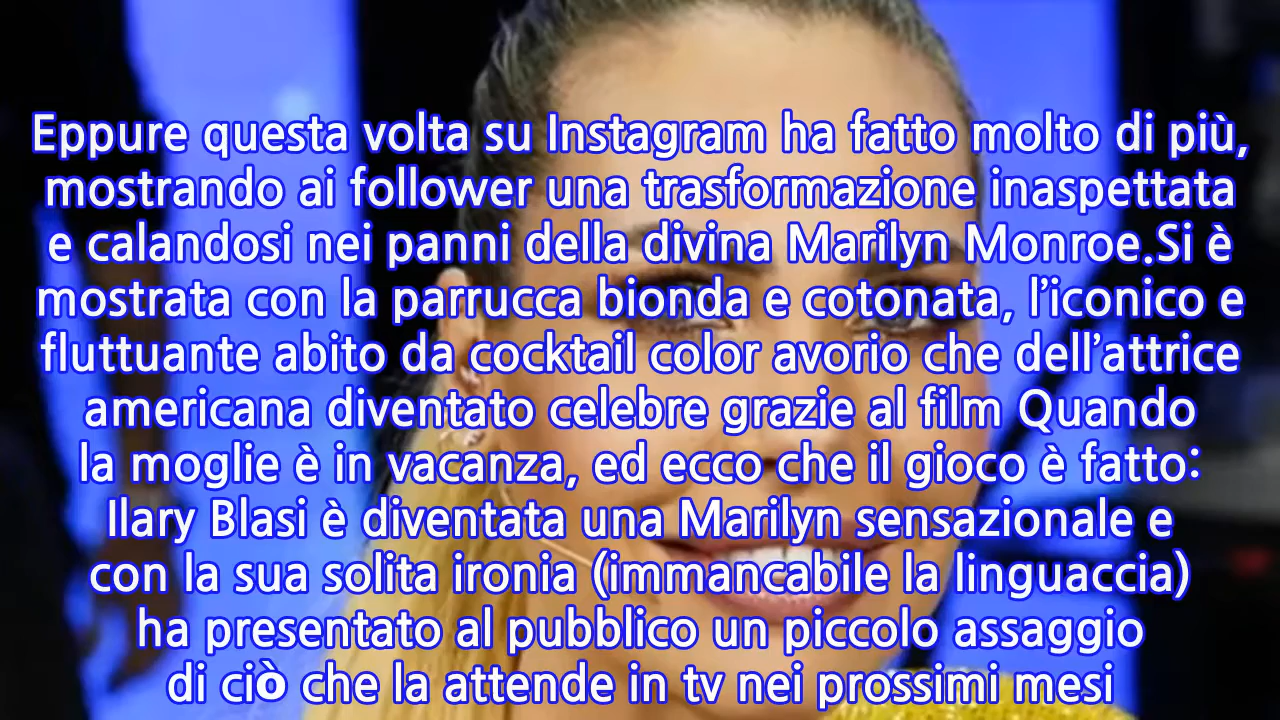 Eppure questa volta su Instagram ha fatto molto di più,
mostrando ai follower una trasformazione inaspettata
e calandosi nei panni della divina Marilyn Monroe.Si è
mostrata con la parrucca bionda e cotonata, l’iconico e
fluttuante abito da cocktail color avorio che dell’attrice
americana diventato celebre grazie al film Quando
la moglie è in vacanza, ed ecco che il gioco è fatto:
Ilary Blasi è diventata una Marilyn sensazionale e
con la sua solita ironia (immancabile la linguaccia)
ha presentato al pubblico un piccolo assaggio
di ciò che la attende in tv nei prossimi mesi